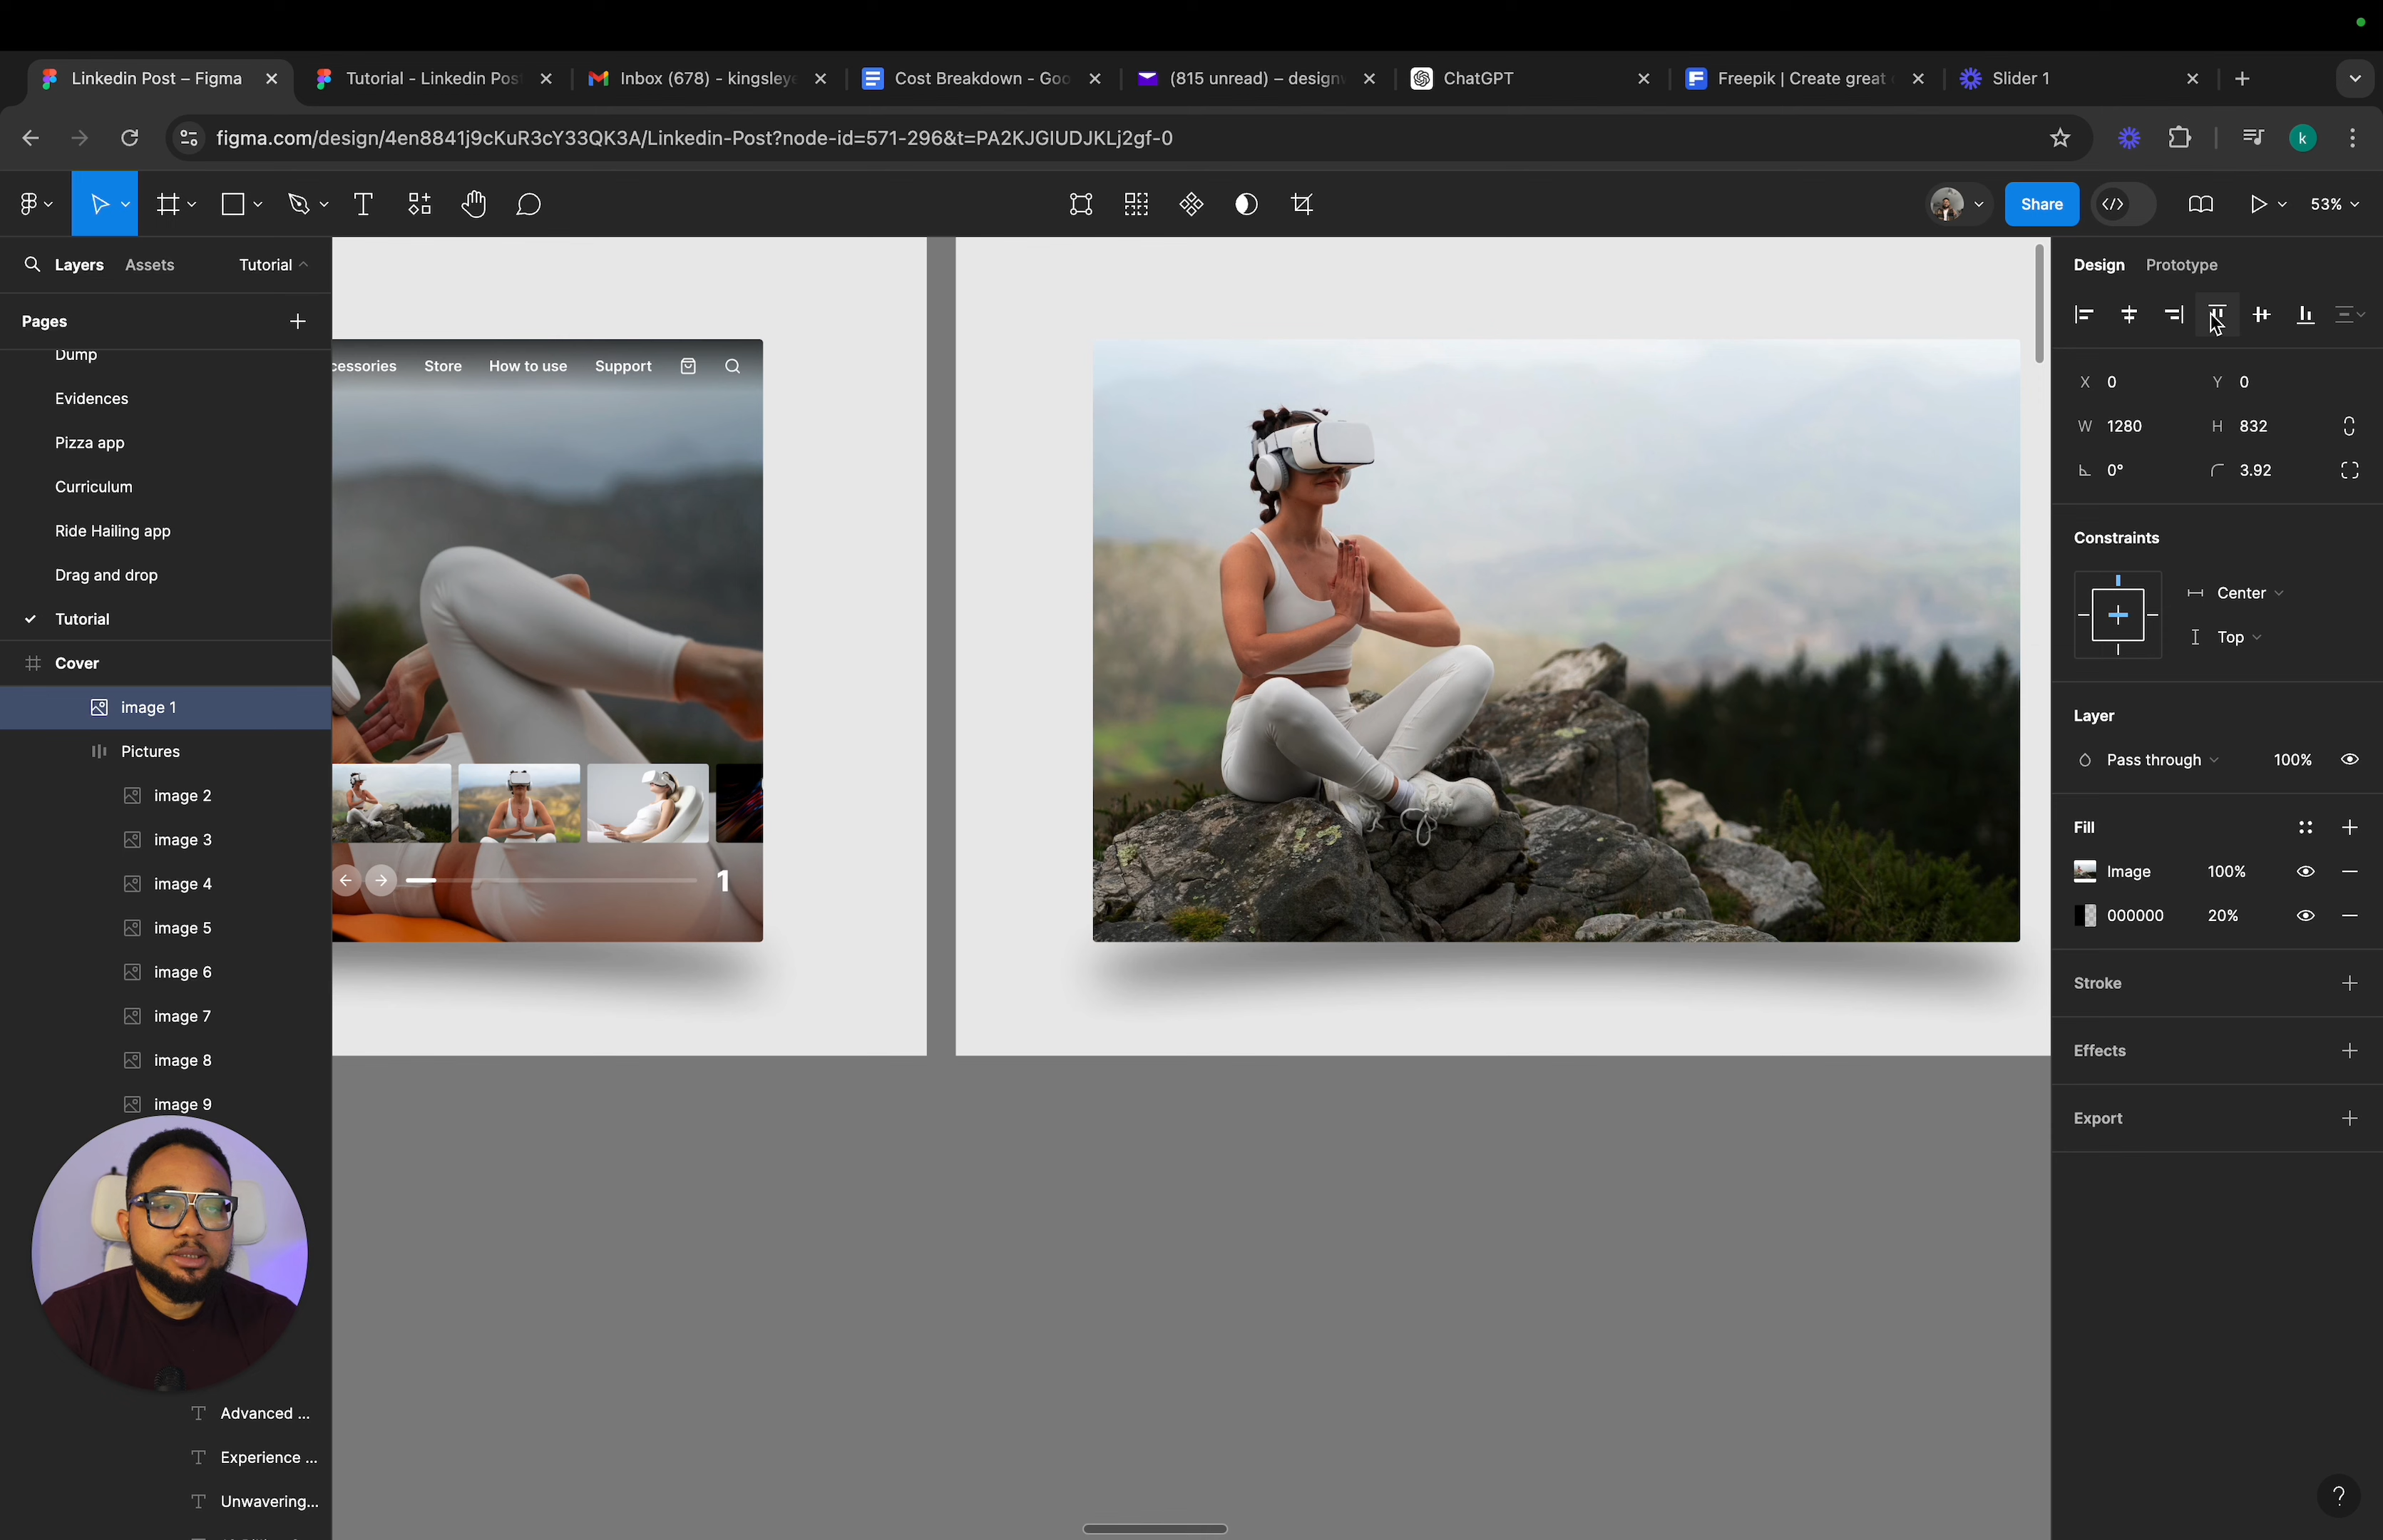 Linkedin Post – Figma
Tutorial - Linkedin Pos
Inbox (678) - kingsleye
Cost Breakdown - Goo
(815 unread) – design
ChatGPT
Freepik | Create great
Slider 1
figma.com/design/4en8841j9cKuR3cY33QK3A/Linkedin-Post?node-id=571-296&t=PA2KJGIUDJKLj2gf-0
k
Share
53%
Layers
Assets
Tutorial
Pages
Dump
Evidences
Pizza app
Curriculum
Ride Hailing app
Drag and drop
Tutorial
Cover
image 1
Pictures
image 2
image 3
image 4
image 5
image 6
image 7
image 8
image 9
Advanced ...
Experience ...
Unwavering...
cessories
Store
How to use
Support
1
Design
Prototype
X 0
Y 0
W 1280
H 832
0°
3.92
Constraints
Center
Top
Layer
Pass through
100%
Fill
Image
100%
000000
20%
Stroke
Effects
Export
?